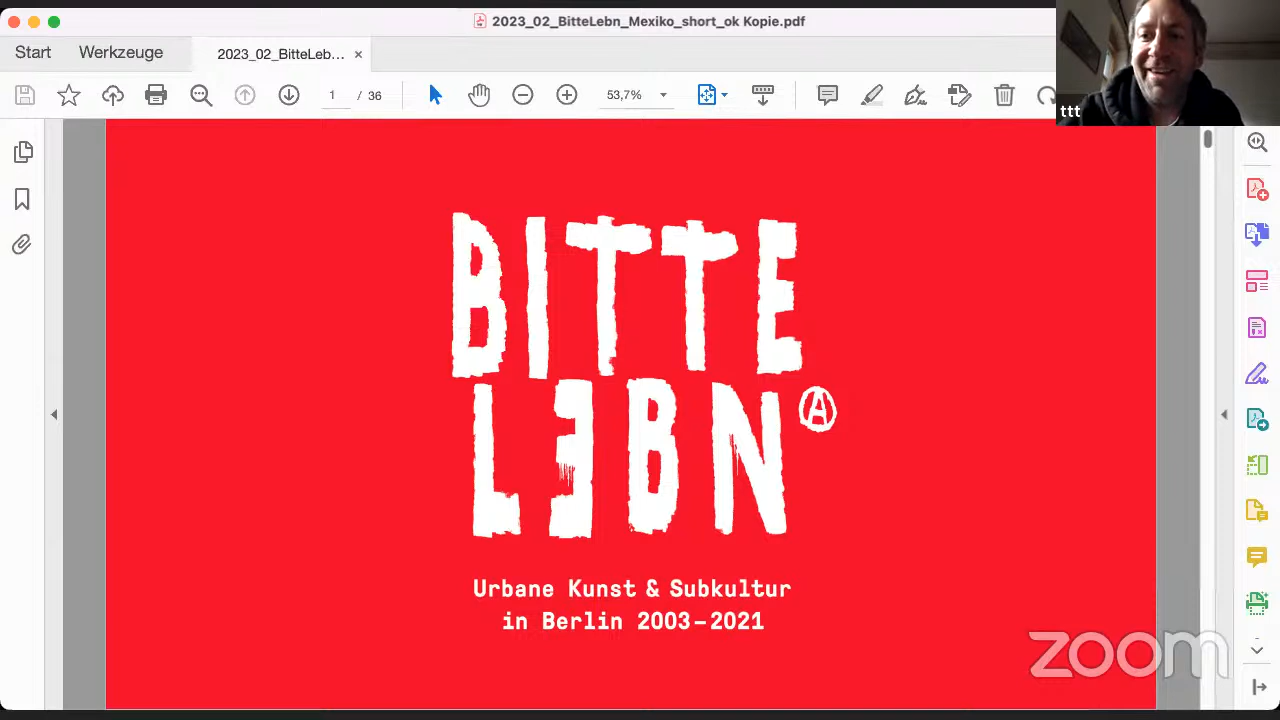 2023_02_BitteLebn_Mexiko_short_ok Kopie.pdf
Start
Werkzeuge
2023_02_BitteLeb... ×
1 / 36
53,7%
ttt
BITTE
LEBN Ⓐ
Urbane Kunst & Subkultur
in Berlin 2003–2021
zoom